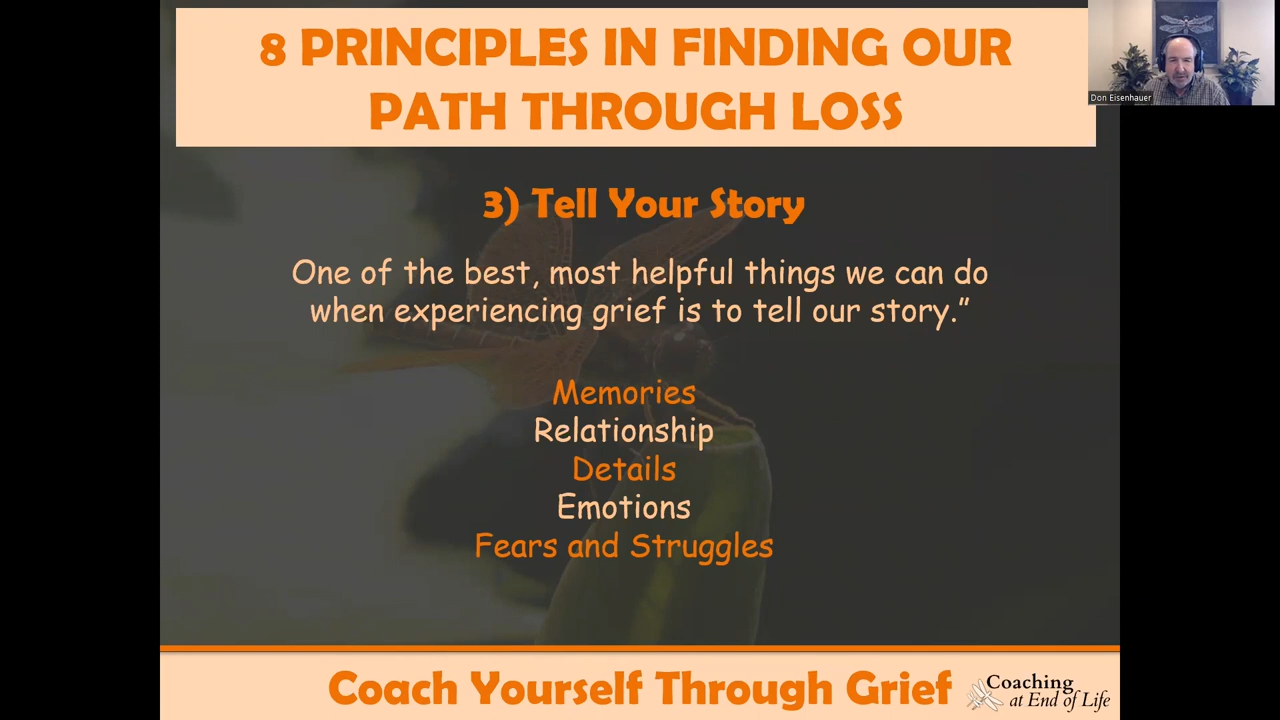 8 PRINCIPLES IN FINDING OUR
PATH THROUGH LOSS
Don Eisenhauer
3) Tell Your Story
One of the best, most helpful things we can do
when experiencing grief is to tell our story.”
Memories
Relationship
Details
Emotions
Fears and Struggles
Coach Yourself Through Grief
Coaching
at End of Life